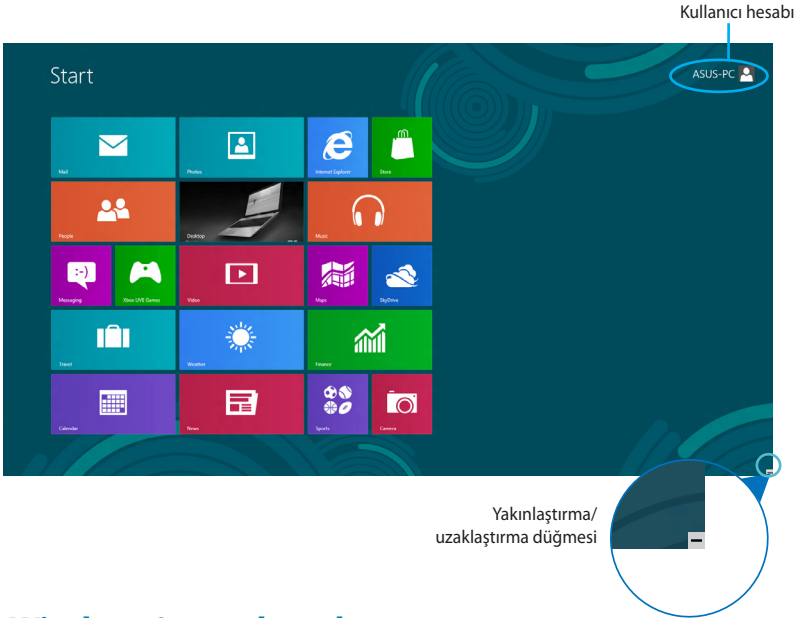 Kullanıcı hesabı
Start
ASUS-PC
Mail
Photos
Internet Explorer
Store
People
Desktop
Music
Messaging
Xbox LIVE Games
Video
Maps
SkyDrive
Travel
Weather
Finance
Calendar
News
Sports
Camera
Yakınlaştırma/
uzaklaştırma düğmesi